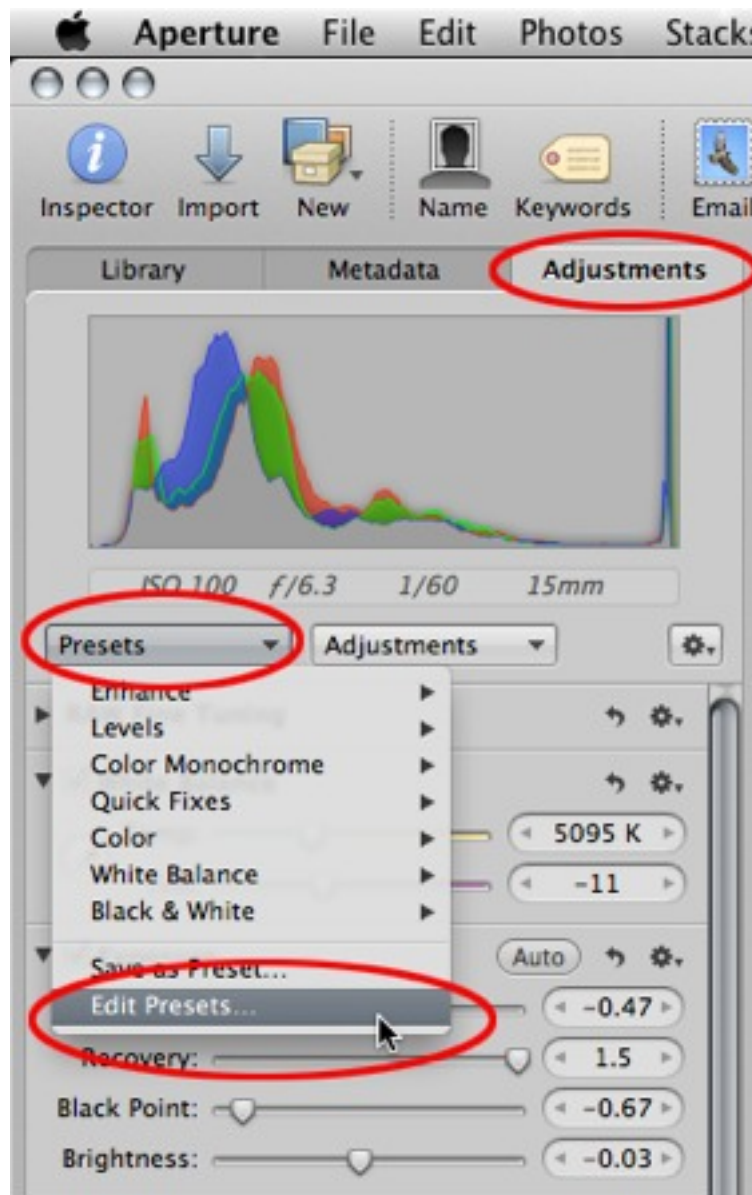 Aperture File Edit Photos Stacks
Inspector Import New Name Keywords Email
Library Metadata Adjustments
ISO 100 f/6.3 1/60 15mm
Presets Adjustments
Enhance
Levels
Color Monochrome
Quick Fixes
Color
5095 K
White Balance
-11
Black & White
Save as Preset...
Auto
Edit Presets...
-0.47
Recovery: 1.5
Black Point: -0.67
Brightness: -0.03